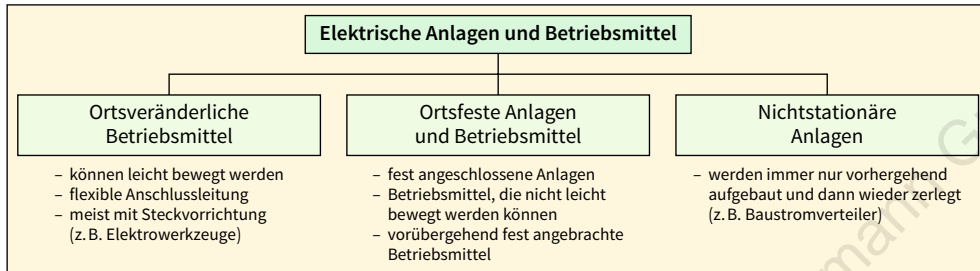 Elektrische Anlagen und Betriebsmittel
Ortsveränderliche
Betriebsmittel
– können leicht bewegt werden
– flexible Anschlussleitung
– meist mit Steckvorrichtung
(z. B. Elektrowerkzeuge)
Ortsfeste Anlagen
und Betriebsmittel
– fest angeschlossene Anlagen
– Betriebsmittel, die nicht leicht
bewegt werden können
– vorübergehend fest angebrachte
Betriebsmittel
Nichtstationäre
Anlagen
– werden immer nur vorhergehend
aufgebaut und dann wieder zerlegt
(z. B. Baustromverteiler)